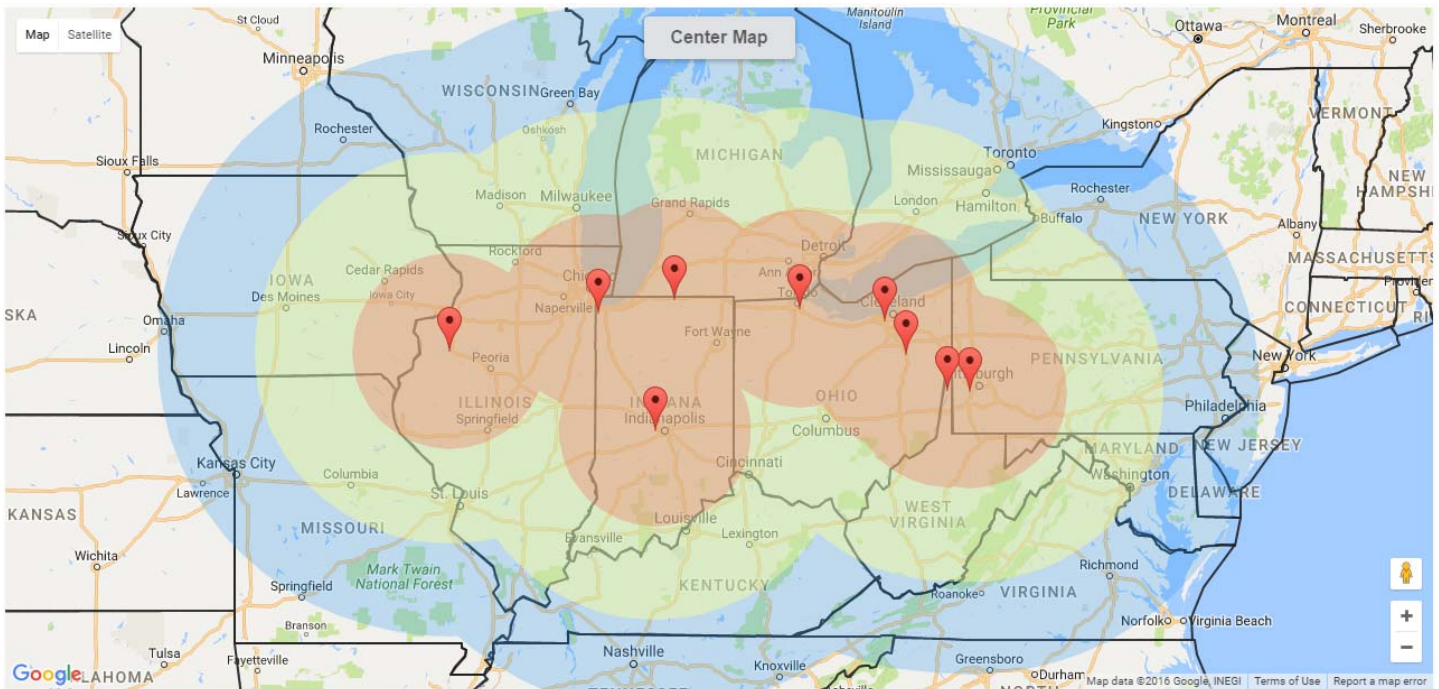 St Cloud
Manitoulin
Island
Provincial
Park
Ottawa
Montreal
Sherbrooke
Map Satellite
Center Map
Minneapolis
WISCONSIN
Green Bay
VERMONT
Kingston
Rochester
Oshkosh
MICHIGAN
Toronto
Sioux Falls
Mississauga
NEW
HAMPSHI
Madison
Milwaukee
Grand Rapids
London
Hamilton
Rochester
Buffalo
NEW YORK
Albany
Sioux City
Rockford
Detroit
MASSACHUSETTS
IOWA
Cedar Rapids
Ann
Des Moines
Iowa City
Naperville
Cleveland
CONNECTICUT
RI
SKA
Omaha
Fort Wayne
Lincoln
Peoria
PENNSYLVANIA
New York
ILLINOIS
Springfield
INDIANA
Indianapolis
OHIO
Columbus
Philadelphia
NEW JERSEY
MARYLAND
Kansas City
Columbia
Cincinnati
Washington
Lawrence
St. Louis
DELAWARE
KANSAS
MISSOURI
Louisville
WEST
VIRGINIA
Evansville
Lexington
Wichita
Mark Twain
National Forest
KENTUCKY
Richmond
Springfield
Roanoke
VIRGINIA
Branson
Norfolk
Virginia Beach
Tulsa
Nashville
Fayetteville
Knoxville
Greensboro
Durham
Google
LAHOMA
Map data ©2016 Google, INEGI Terms of Use Report a map error